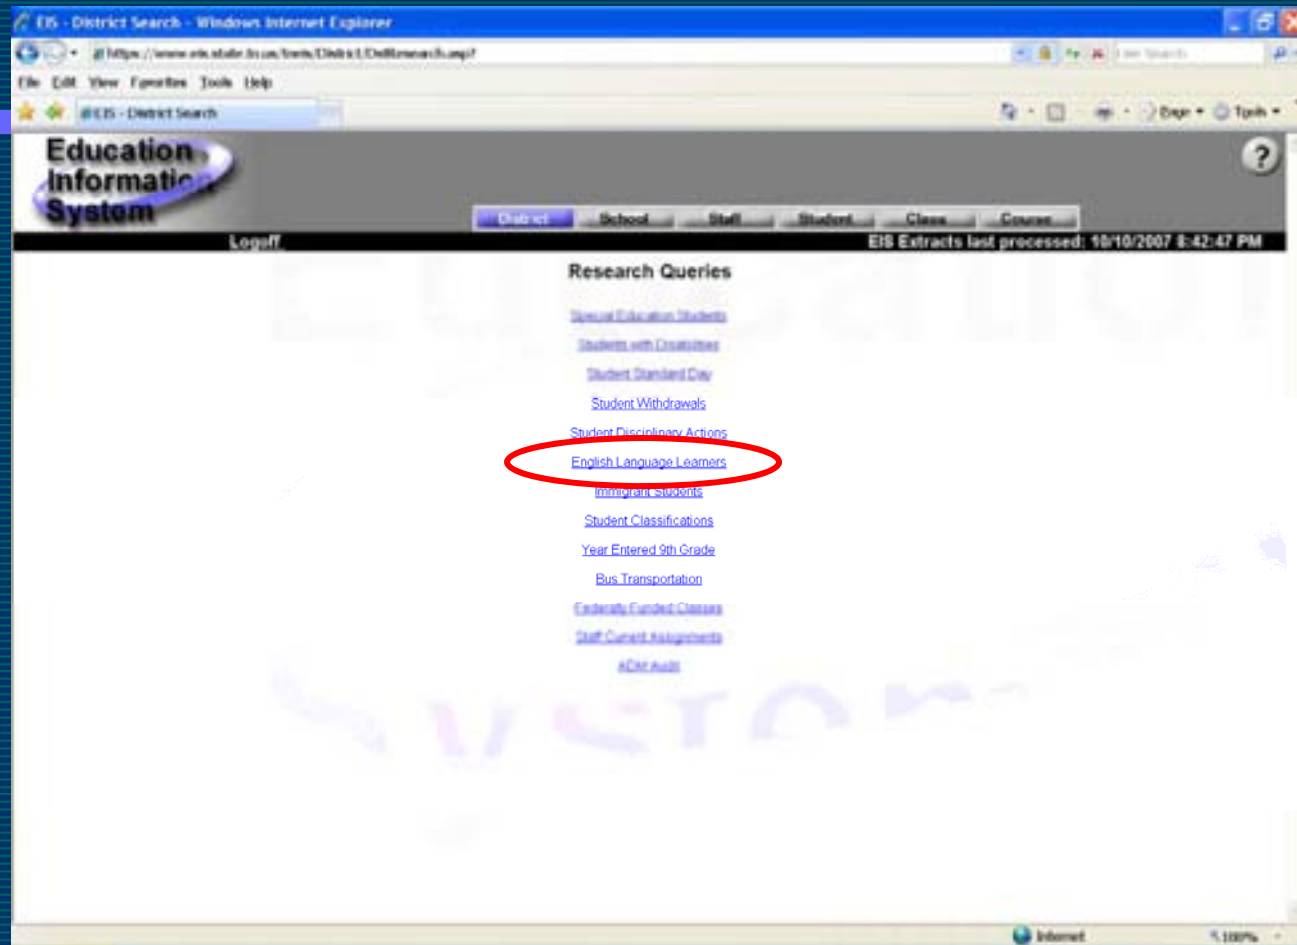 EIS - District Search - Windows Internet Explorer
File Edit View Favorites Tools Help
EIS - District Search
Page Tools
Education
Information
System
District School Staff Student Class Course
Logoff
EIS Extracts last processed: 10/10/2007 8:42:47 PM
Research Queries
Special Education Students
Students with Disabilities
Student Standard Day
Student Withdrawals
Student Disciplinary Actions
English Language Learners
Immigrant Students
Student Classifications
Year Entered 9th Grade
Bus Transportation
Federally Funded Classes
Staff Current Assignments
ADM Audit
Internet 100%